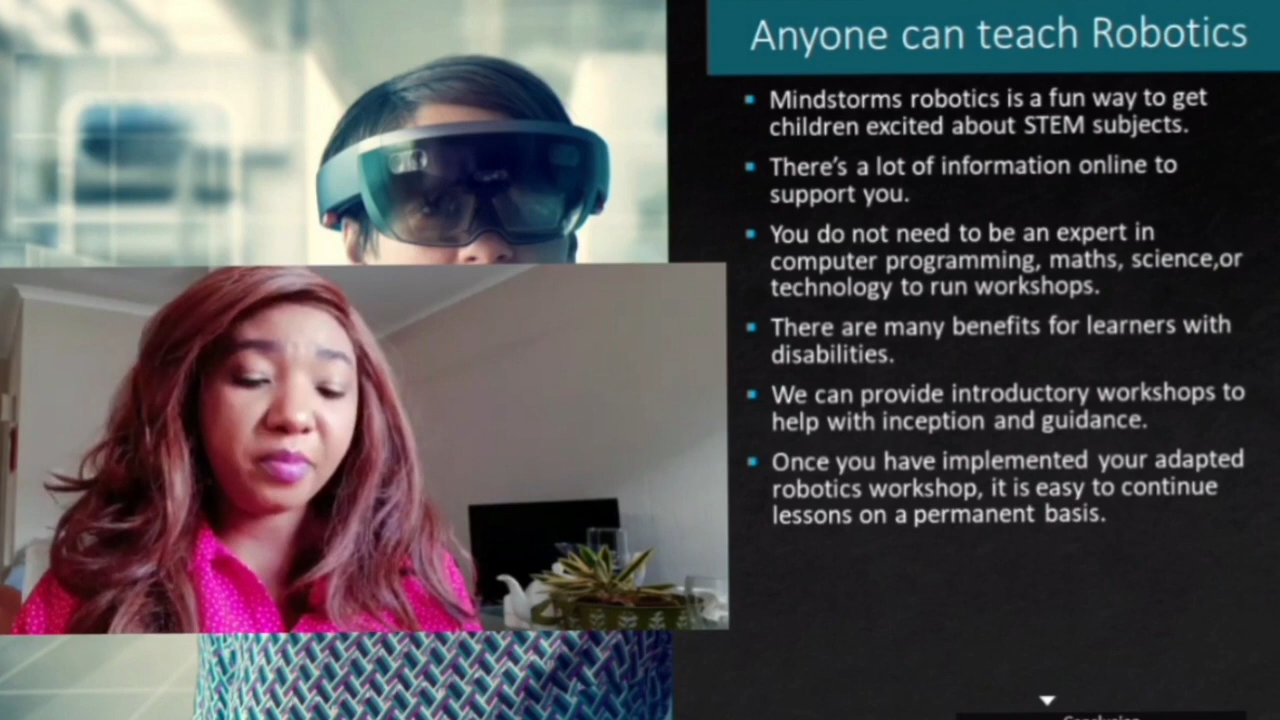 Anyone can teach Robotics
▪ Mindstorms robotics is a fun way to get
children excited about STEM subjects.
▪ There's a lot of information online to
support you.
▪ You do not need to be an expert in
computer programming, maths, science,or
technology to run workshops.
▪ There are many benefits for learners with
disabilities.
▪ We can provide introductory workshops to
help with inception and guidance.
▪ Once you have implemented your adapted
robotics workshop, it is easy to continue
lessons on a permanent basis.
Conclusion